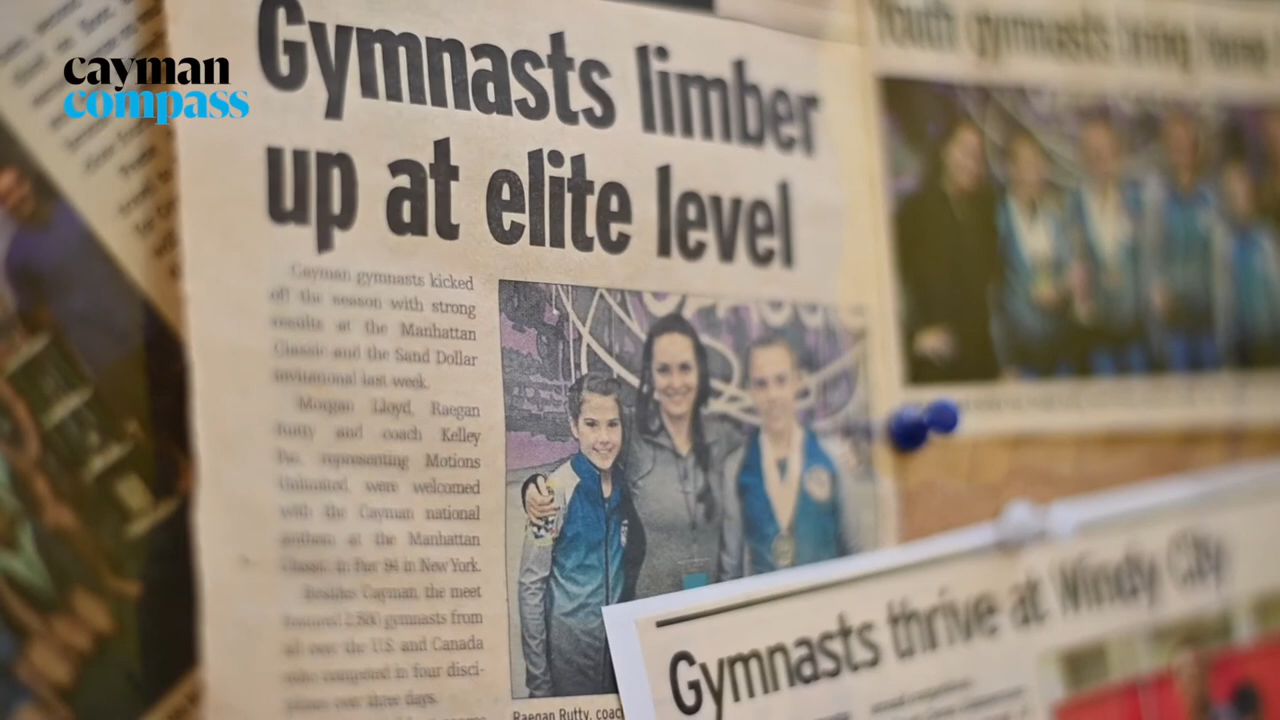 cayman
compass
Gymnasts limber
up at elite level
Cayman gymnasts kicked
off the season with strong
results at the Manhattan
Classic and the Sand Dollar
Invitational last week.
Morgan Lloyd, Raegan
Rutty and coach Kelley
representing Motions
Unlimited, were welcomed
with the Cayman national
anthem at the Manhattan
Classic, in Pier 94 in New York.
Besides Cayman, the meet
featured gymnasts from
all over the U.S. and Canada
who competed in four disci-
plines over three days.
Raegan Rutty, coac
Youth gymnasts bring home
Gymnasts thrive at Windy City